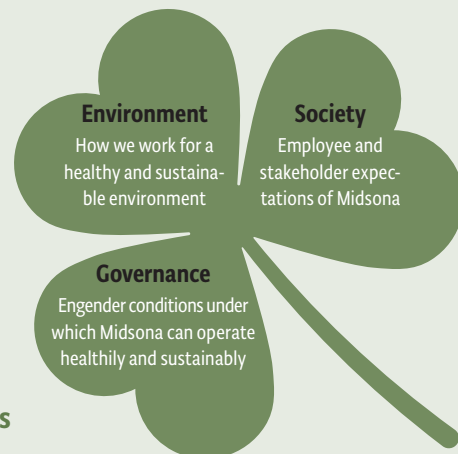 Environment
How we work for a
healthy and sustaina-
ble environment
Society
Employee and
stakeholder expec-
tations of Midsona
Governance
Engender conditions under
which Midsona can operate
healthily and sustainably
s